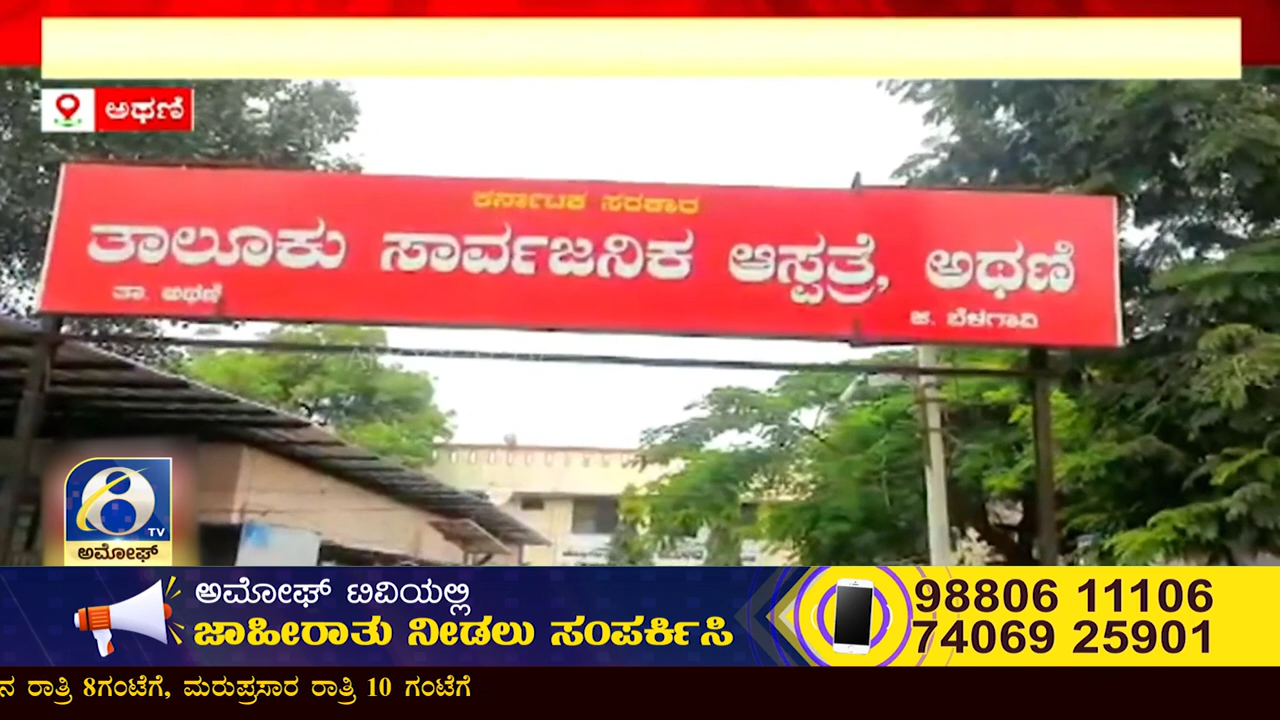 ಅಥಣಿ
ಕರ್ನಾಟಕ ಸರಕಾರ
ತಾಲೂಕು ಸಾರ್ವಜನಿಕ ಆಸ್ಪತ್ರೆ, ಅಥಣಿ
ತಾ. ಅಥಣಿ
ಜಿ. ಬೆಳಗಾವಿ
TV
ಅಮೋಘ್
ಅಮೋಘ್ ಟಿವಿಯಲ್ಲಿ
ಜಾಹೀರಾತು ನೀಡಲು ಸಂಪರ್ಕಿಸಿ
98806 11106
74069 25901
ನ ರಾತ್ರಿ 8ಗಂಟೆಗೆ, ಮರುಪ್ರಸಾರ ರಾತ್ರಿ 10 ಗಂಟೆಗೆ